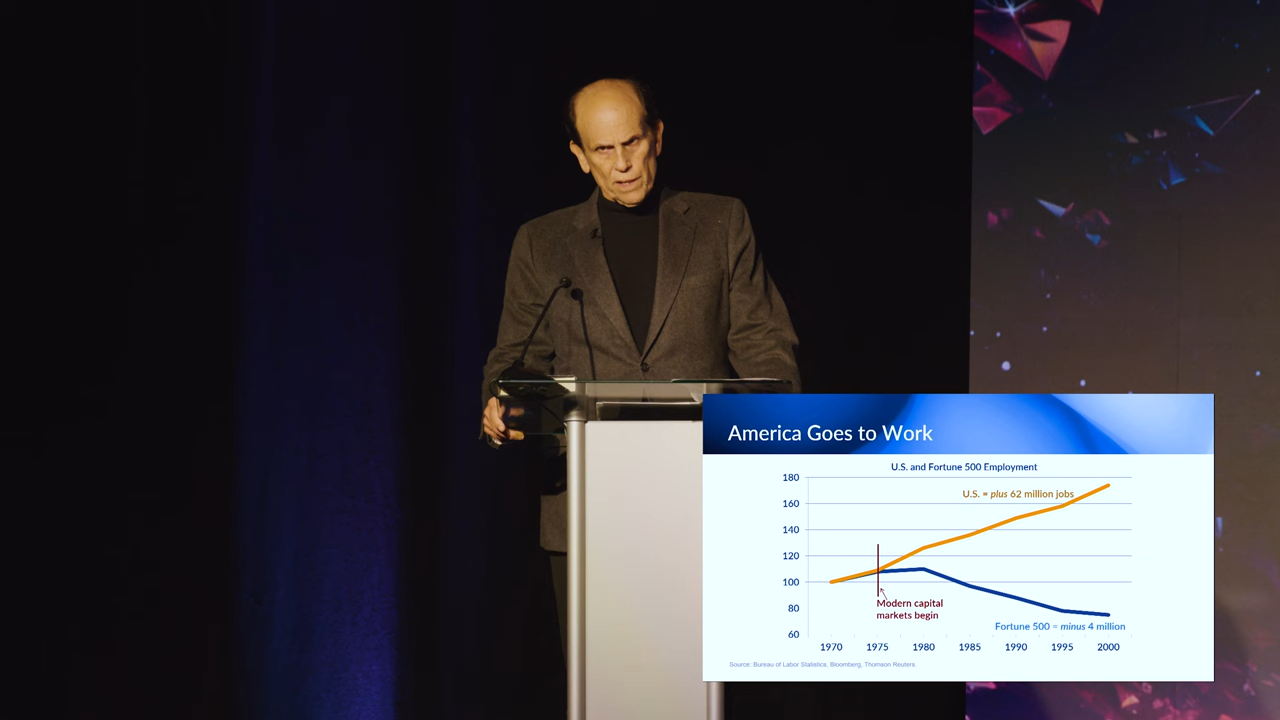 America Goes to Work
U.S. and Fortune 500 Employment
180
160
140
120
100
80
60
U.S. = plus 62 million jobs
Modern capital
markets begin
Fortune 500 = minus 4 million
1970 1975 1980 1985 1990 1995 2000
Source: Bureau of Labor Statistics, Bloomberg, Thomson Reuters.